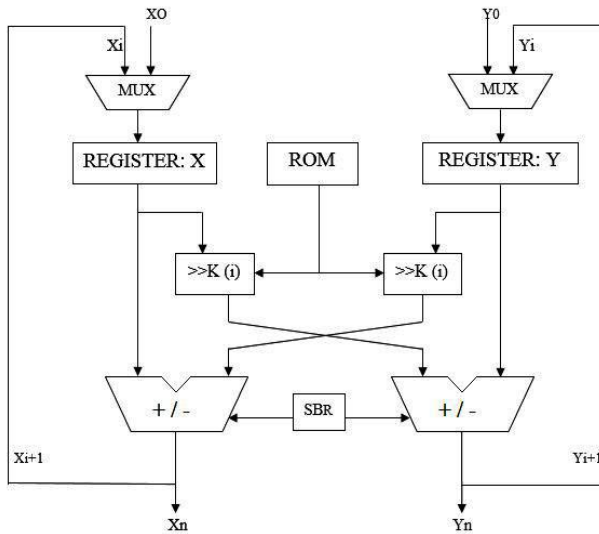 XO
Y0
Xi
Yi
MUX
MUX
REGISTER: X
ROM
REGISTER: Y
>>K (i)
>>K (i)
+ / -
SBR
+ / -
Xi+1
Yi+1
Xn
Yn